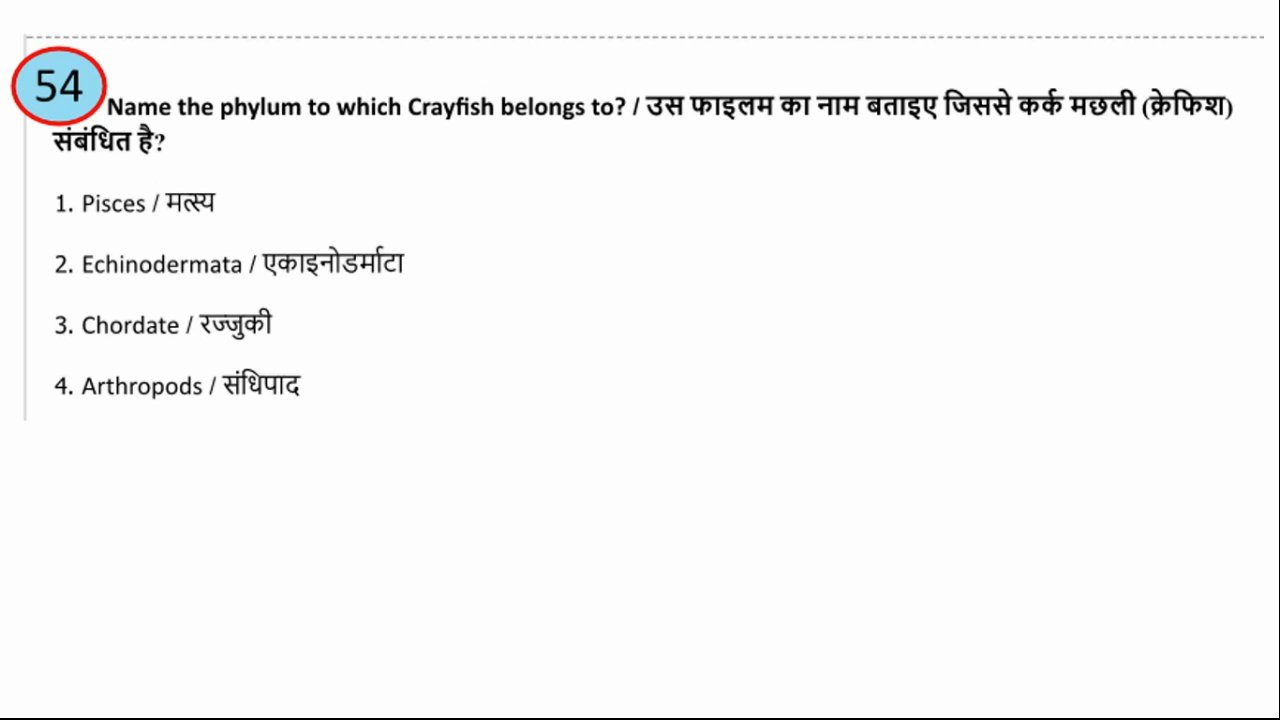 54
Name the phylum to which Crayfish belongs to? / उस फाइलम का नाम बताइए जिससे कर्क मछली (क्रेफिश)
संबंधित है?
1. Pisces / मत्स्य
2. Echinodermata / एकाइनोडर्माटा
3. Chordate / रज्जुकी
4. Arthropods / संधिपाद